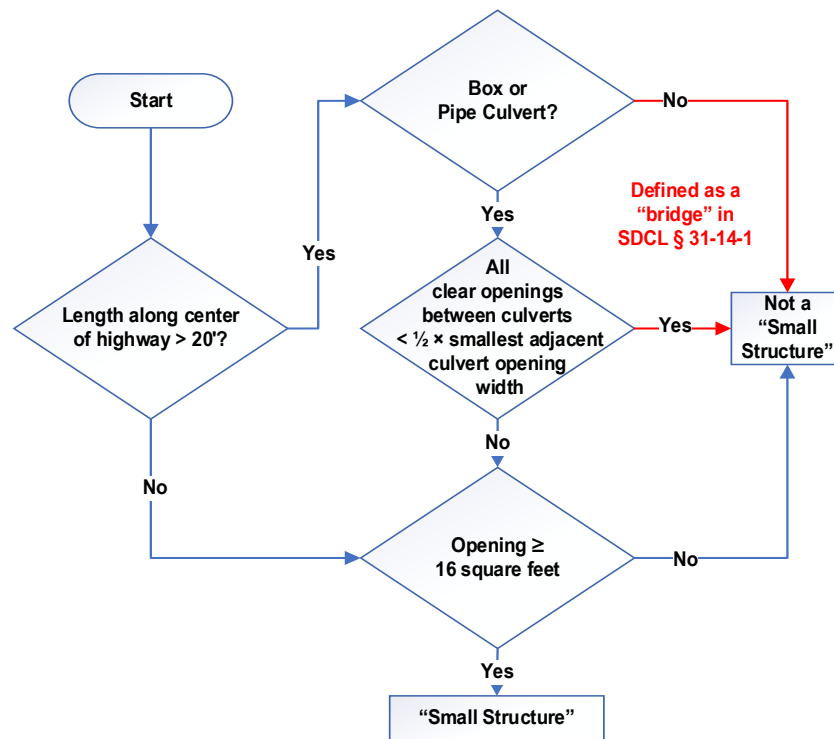 Start
Box or
Pipe Culvert?
No
Defined as a
“bridge” in
SDCL § 31-14-1
Yes
Yes
Length along center
of highway > 20'?
All
clear openings
between culverts
< ½ × smallest adjacent
culvert opening
width
Yes
Not a
“Small
Structure”
No
No
Opening ≥
16 square feet
No
Yes
“Small Structure”